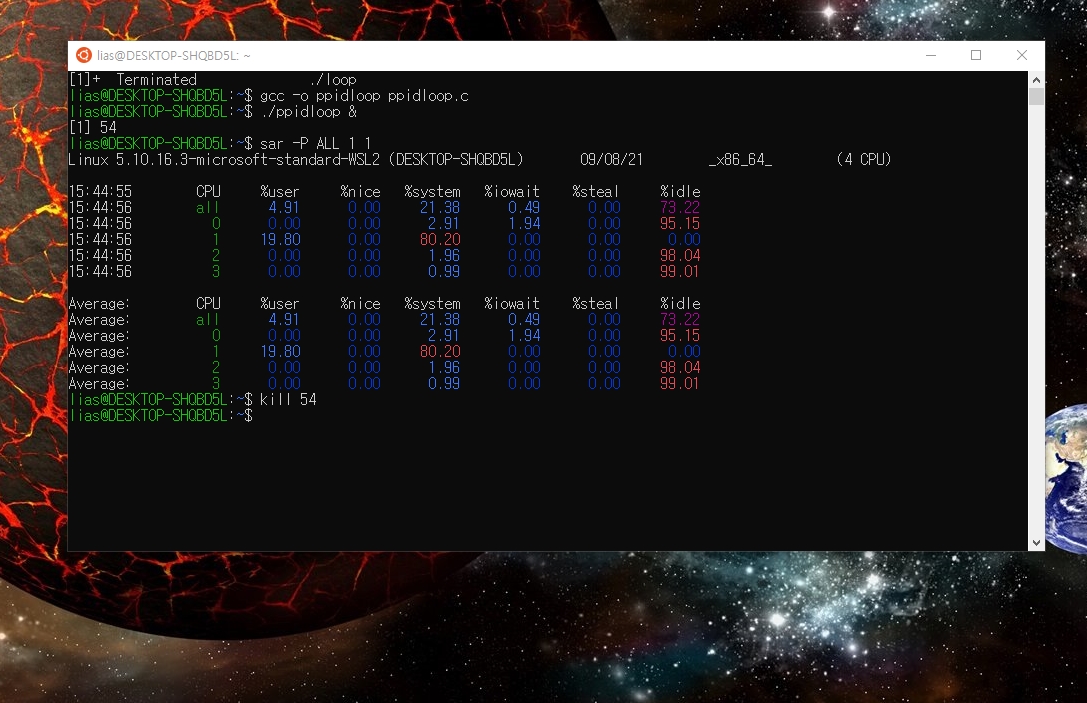 lias@DESKTOP-SHQBD5L: ~
[1]+  Terminated              ./loop
lias@DESKTOP-SHQBD5L:~$ gcc -o ppidloop ppidloop.c
lias@DESKTOP-SHQBD5L:~$ ./ppidloop &
[1] 54
lias@DESKTOP-SHQBD5L:~$ sar -P ALL 1 1
Linux 5.10.16.3-microsoft-standard-WSL2 (DESKTOP-SHQBD5L)       09/08/21        _x86_64_        (4 CPU)
15:44:55        CPU     %user     %nice   %system   %iowait    %steal     %idle
15:44:56        all      4.91      0.00     21.38      0.49      0.00     73.22
15:44:56          0      0.00      0.00      2.91      1.94      0.00     95.15
15:44:56          1     19.80      0.00     80.20      0.00      0.00      0.00
15:44:56          2      0.00      0.00      1.96      0.00      0.00     98.04
15:44:56          3      0.00      0.00      0.99      0.00      0.00     99.01
Average:        CPU     %user     %nice   %system   %iowait    %steal     %idle
Average:        all      4.91      0.00     21.38      0.49      0.00     73.22
Average:          0      0.00      0.00      2.91      1.94      0.00     95.15
Average:          1     19.80      0.00     80.20      0.00      0.00      0.00
Average:          2      0.00      0.00      1.96      0.00      0.00     98.04
Average:          3      0.00      0.00      0.99      0.00      0.00     99.01
lias@DESKTOP-SHQBD5L:~$ kill 54
lias@DESKTOP-SHQBD5L:~$